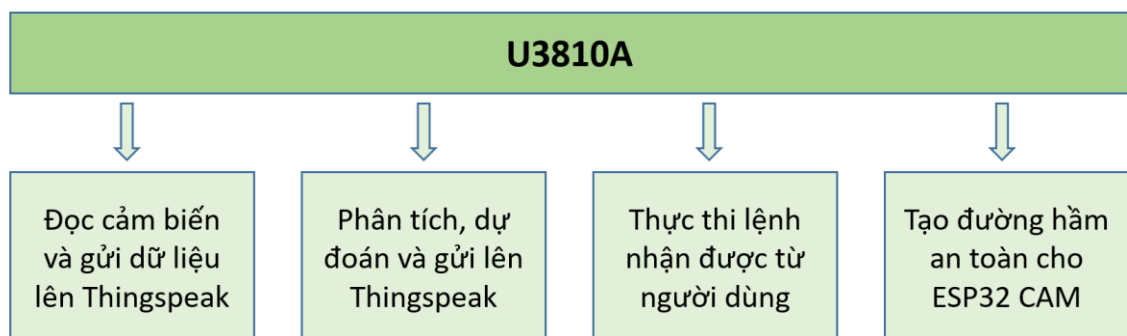 U3810A
Đọc cảm biến
và gửi dữ liệu
lên Thingspeak
Phân tích, dự
đoán và gửi lên
Thingspeak
Thực thi lệnh
nhận được từ
người dùng
Tạo đường hầm
an toàn cho
ESP32 CAM